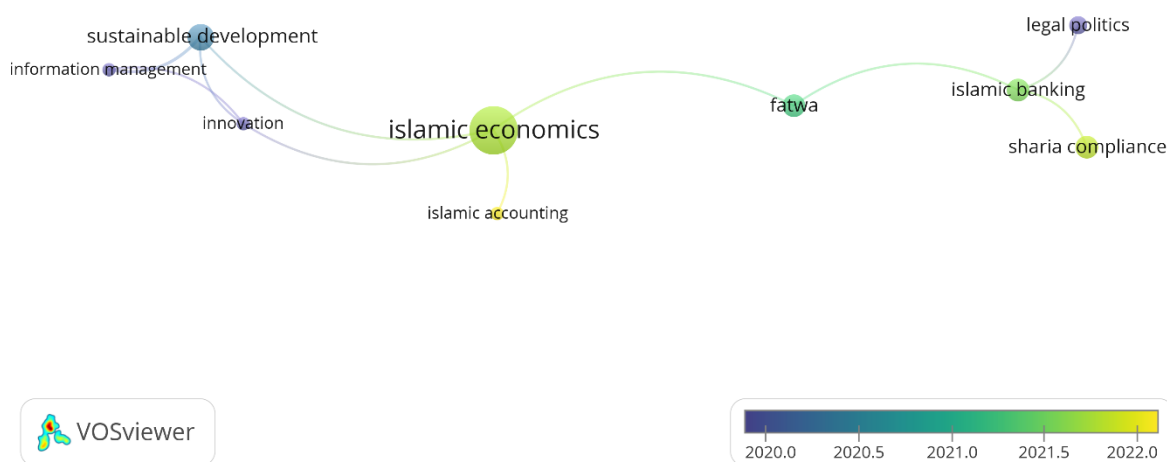 legal politics
sustainable development
information management
islamic banking
fatwa
innovation
islamic economics
sharia compliance
islamic accounting
VOSviewer
2020.0 2020.5 2021.0 2021.5 2022.0